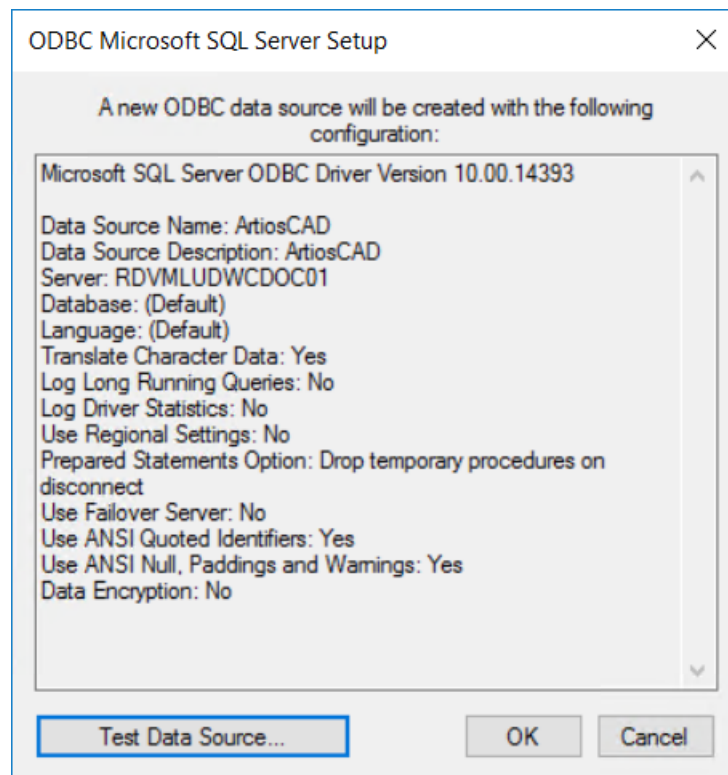 ODBC Microsoft SQL Server Setup
A new ODBC data source will be created with the following
configuration:
Microsoft SQL Server ODBC Driver Version 10.00.14393
Data Source Name: ArtiosCAD
Data Source Description: ArtiosCAD
Server: RDVMLUDWCDOC01
Database: (Default)
Language: (Default)
Translate Character Data: Yes
Log Long Running Queries: No
Log Driver Statistics: No
Use Regional Settings: No
Prepared Statements Option: Drop temporary procedures on
disconnect
Use Failover Server: No
Use ANSI Quoted Identifiers: Yes
Use ANSI Null, Paddings and Warnings: Yes
Data Encryption: No
Test Data Source... OK Cancel